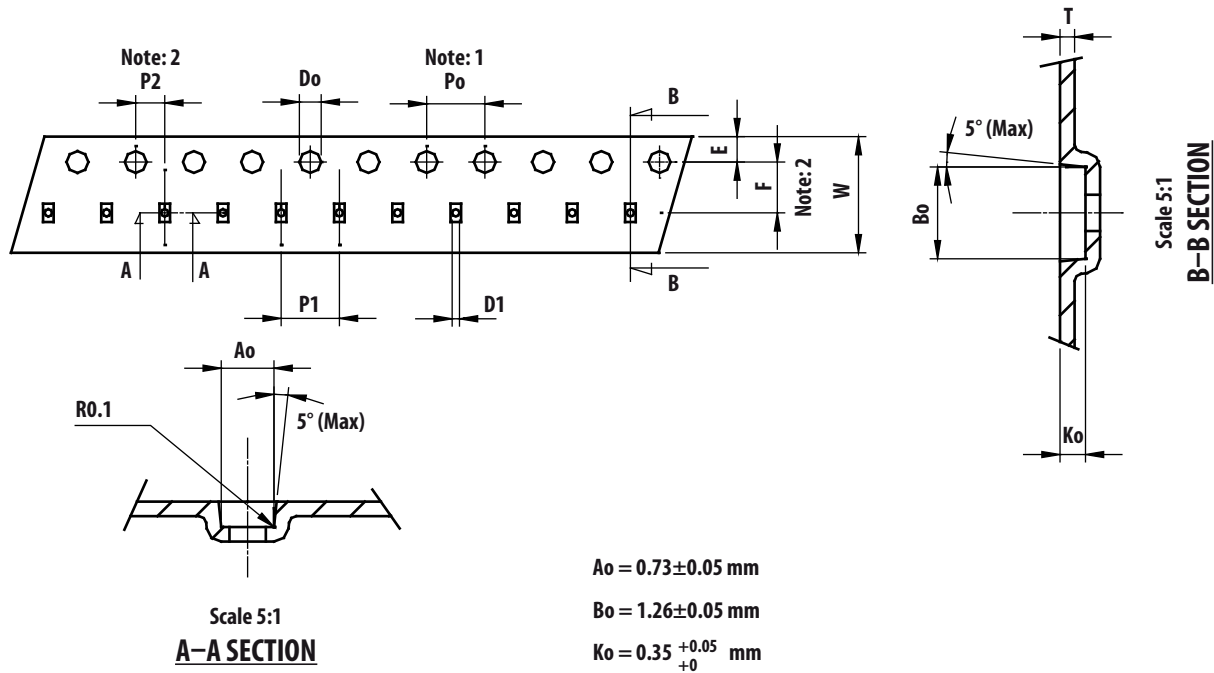 Note: 2
P2
Do
Note: 1
Po
B
E
F
Note: 2
W
A
A
B
P1
D1
Ao
R0.1
5° (Max)
Scale 5:1
A–A SECTION
Ao = 0.73±0.05 mm
Bo = 1.26±0.05 mm
Ko = 0.35 +0.05 +0 mm
T
5° (Max)
Bo
Ko
Scale 5:1
B–B SECTION